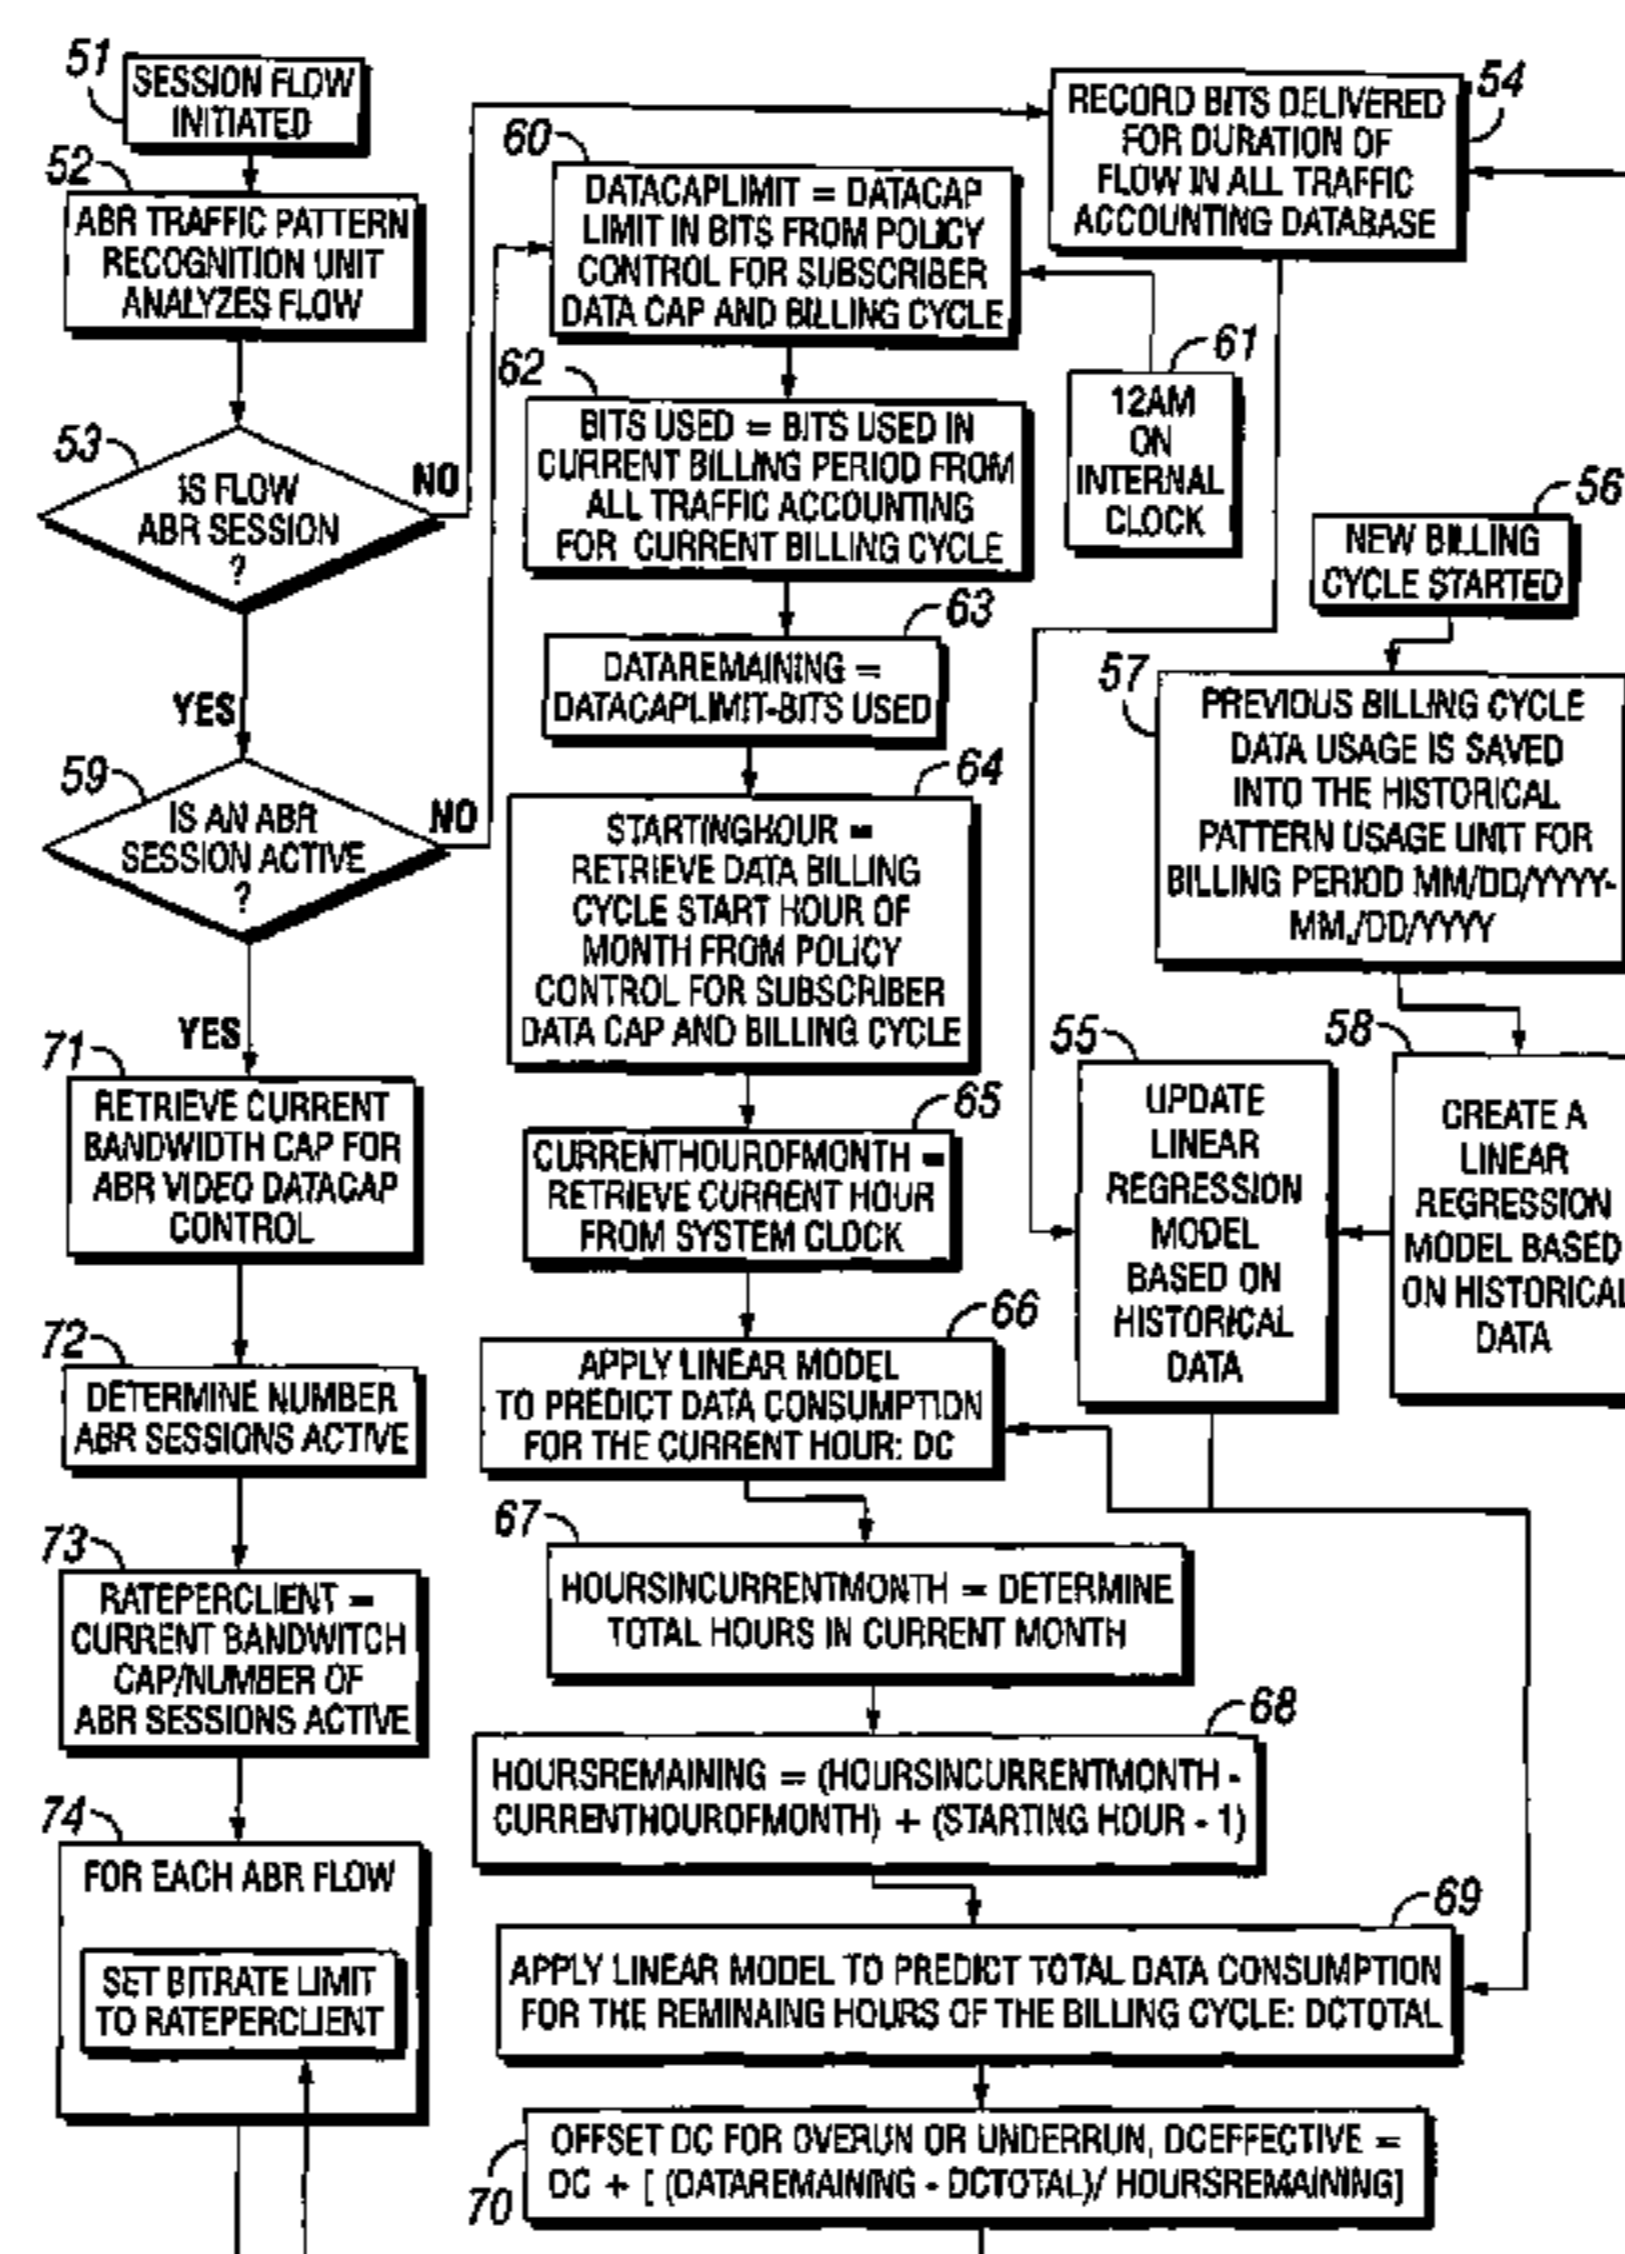 51
SESSION FLOW
INITIATED
52
ABR TRAFFIC PATTERN
RECOGNITION UNIT
ANALYZES FLOW
53
IS FLOW
ABR SESSION
?
NO
YES
59
IS AN ABR
SESSION ACTIVE
?
NO
YES
71
RETRIEVE CURRENT
BANDWIDTH CAP FOR
ABR VIDEO DATACAP
CONTROL
72
DETERMINE NUMBER
ABR SESSIONS ACTIVE
73
RATEPERCLIENT =
CURRENT BANDWITCH
CAP/NUMBER OF
ABR SESSIONS ACTIVE
74
FOR EACH ABR FLOW
SET BITRATE LIMIT
TO RATEPERCLIENT
60
DATACAPLIMIT = DATACAP
LIMIT IN BITS FROM POLICY
CONTROL FOR SUBSCRIBER
DATA CAP AND BILLING CYCLE
62
BITS USED = BITS USED IN
CURRENT BILLING PERIOD FROM
ALL TRAFFIC ACCOUNTING
FOR CURRENT BILLING CYCLE
63
DATAREMAINING =
DATACAPLIMIT-BITS USED
64
STARTINGHOUR =
RETRIEVE DATA BILLING
CYCLE START HOUR OF
MONTH FROM POLICY
CONTROL FOR SUBSCRIBER
DATA CAP AND BILLING CYCLE
65
CURRENTHOUROFMONTH =
RETRIEVE CURRENT HOUR
FROM SYSTEM CLOCK
66
APPLY LINEAR MODEL
TO PREDICT DATA CONSUMPTION
FOR THE CURRENT HOUR: DC
67
HOURSINCURRENTMONTH = DETERMINE
TOTAL HOURS IN CURRENT MONTH
68
HOURSREMAINING = (HOURSINCURRENTMONTH -
CURRENTHOUROFMONTH) + (STARTING HOUR - 1)
69
APPLY LINEAR MODEL TO PREDICT TOTAL DATA CONSUMPTION
FOR THE REMINAING HOURS OF THE BILLING CYCLE: DCTOTAL
70
OFFSET DC FOR OVERUN OR UNDERRUN, DCEFFECTIVE =
DC + [ (DATAREMAINING - DCTOTAL)/ HOURSREMAINING]
54
RECORD BITS DELIVERED
FOR DURATION OF
FLOW IN ALL TRAFFIC
ACCOUNTING DATABASE
61
12AM
ON
INTERNAL
CLOCK
56
NEW BILLING
CYCLE STARTED
57
PREVIOUS BILLING CYCLE
DATA USAGE IS SAVED
INTO THE HISTORICAL
PATTERN USAGE UNIT FOR
BILLING PERIOD MM/DD/YYYY-
MM,/DD/YYYY
55
UPDATE
LINEAR
REGRESSION
MODEL
BASED ON
HISTORICAL
DATA
58
CREATE A
LINEAR
REGRESSION
MODEL BASED
ON HISTORICAL
DATA